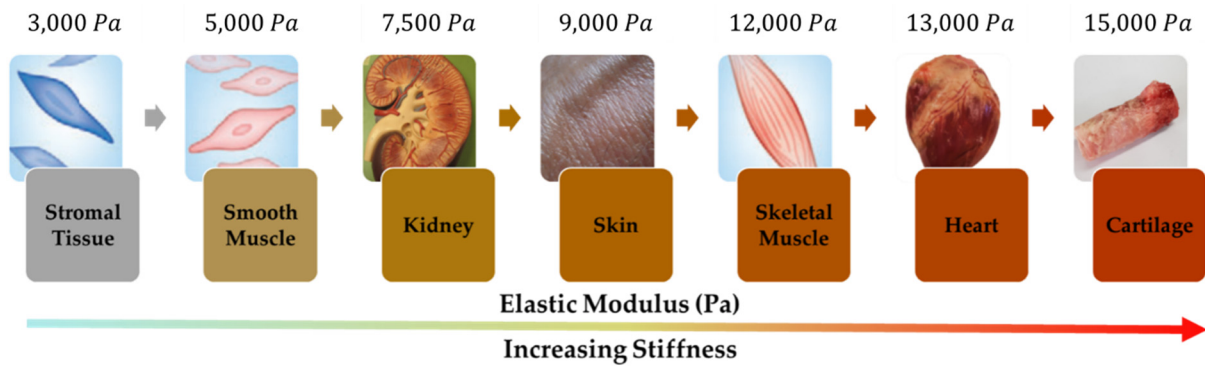 3,000 Pa 5,000 Pa 7,500 Pa 9,000 Pa 12,000 Pa 13,000 Pa 15,000 Pa
Stromal
Tissue
Smooth
Muscle
Kidney
Skin
Skeletal
Muscle
Heart
Cartilage
Elastic Modulus (Pa)
Increasing Stiffness